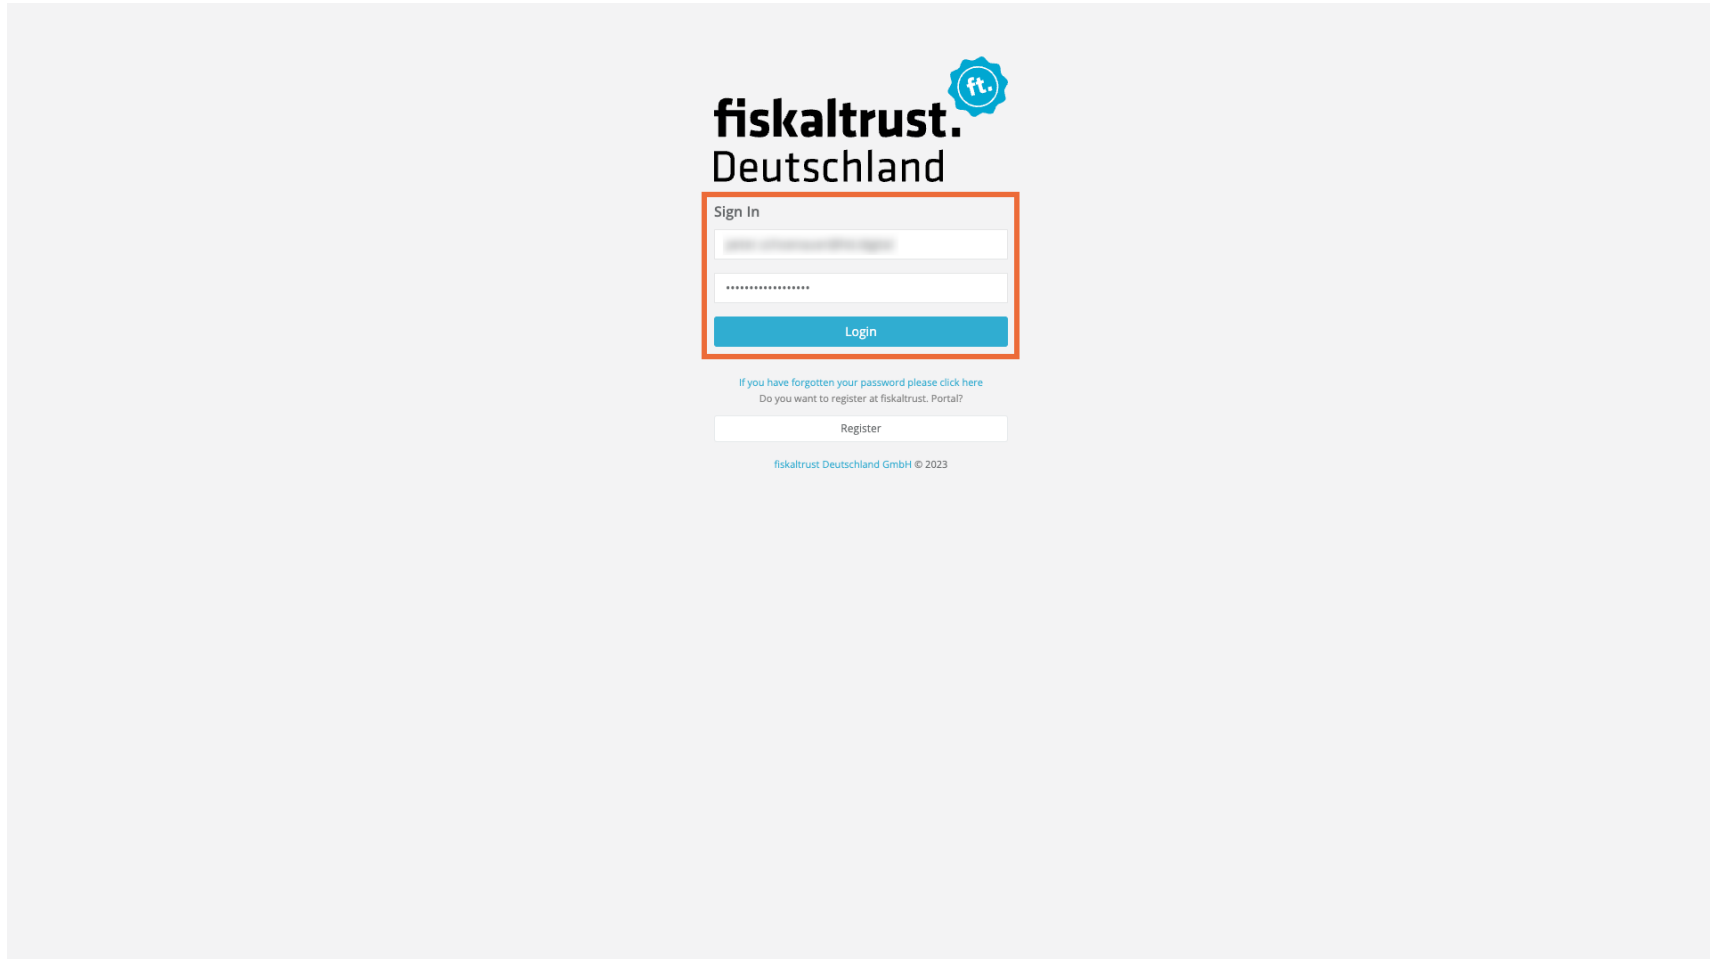 ft.
fiskaltrust.
Deutschland
Sign In
••••••••••••••••••
Login
If you have forgotten your password please click here
Do you want to register at fiskaltrust. Portal?
Register
fiskaltrust Deutschland GmbH © 2023